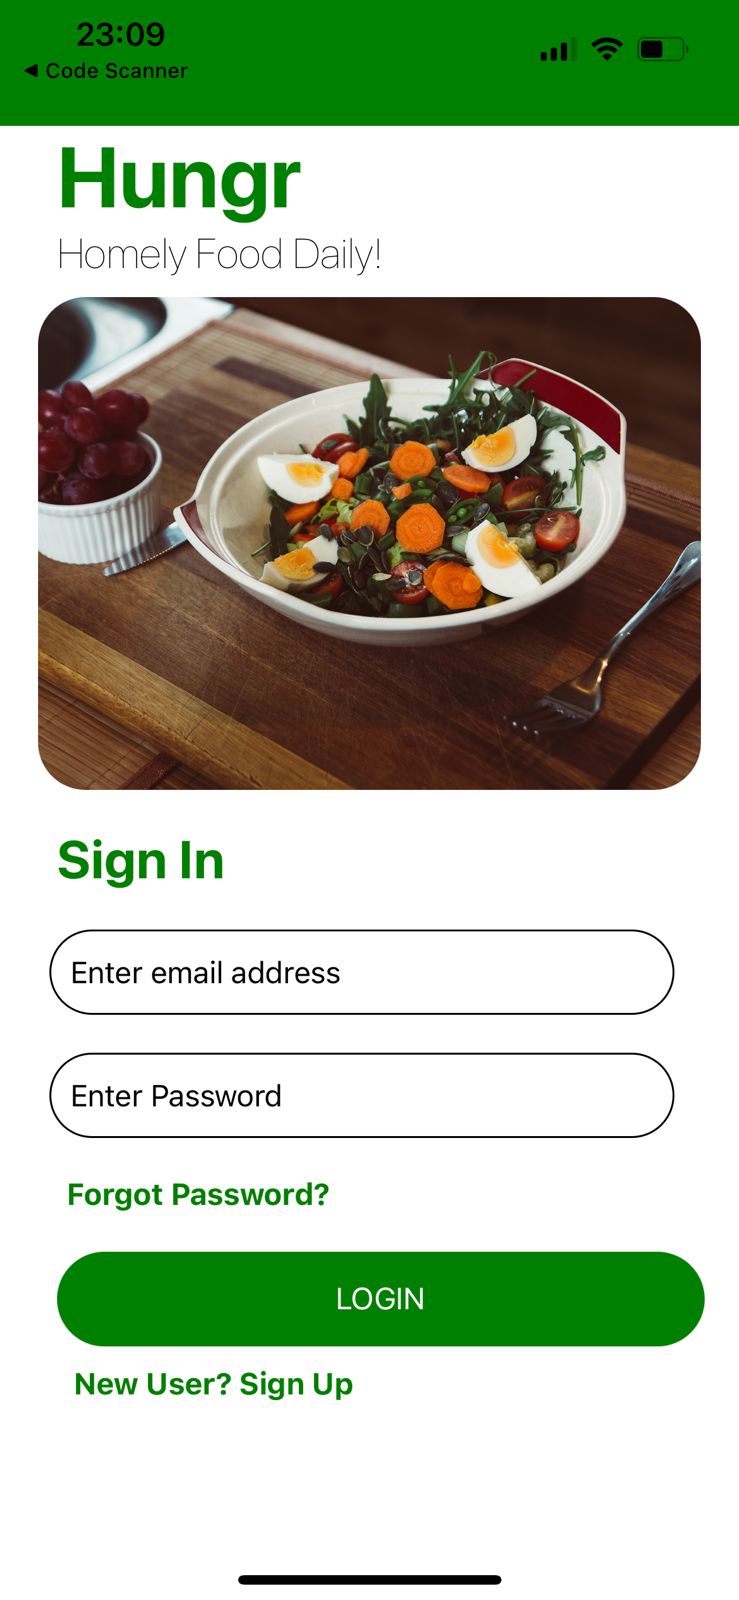 23:09
◀ Code Scanner
Hungr
Homely Food Daily!
Sign In
Enter email address
Enter Password
Forgot Password?
LOGIN
New User? Sign Up